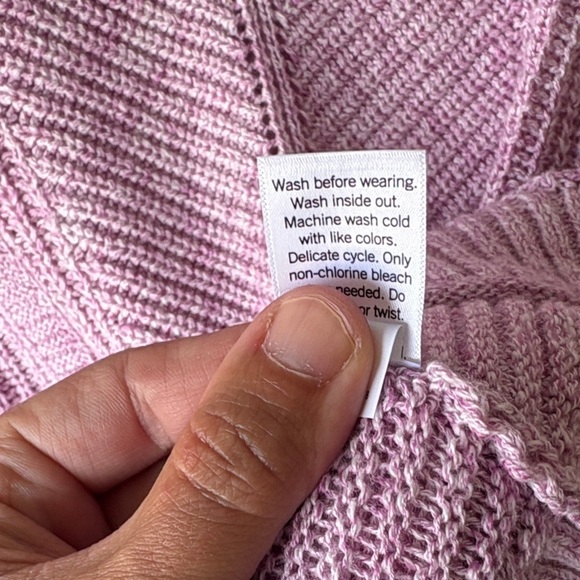 Wash before wearing.
Wash inside out.
Machine wash cold
with like colors.
Delicate cycle. Only
non-chlorine bleach
needed. Do
or twist.